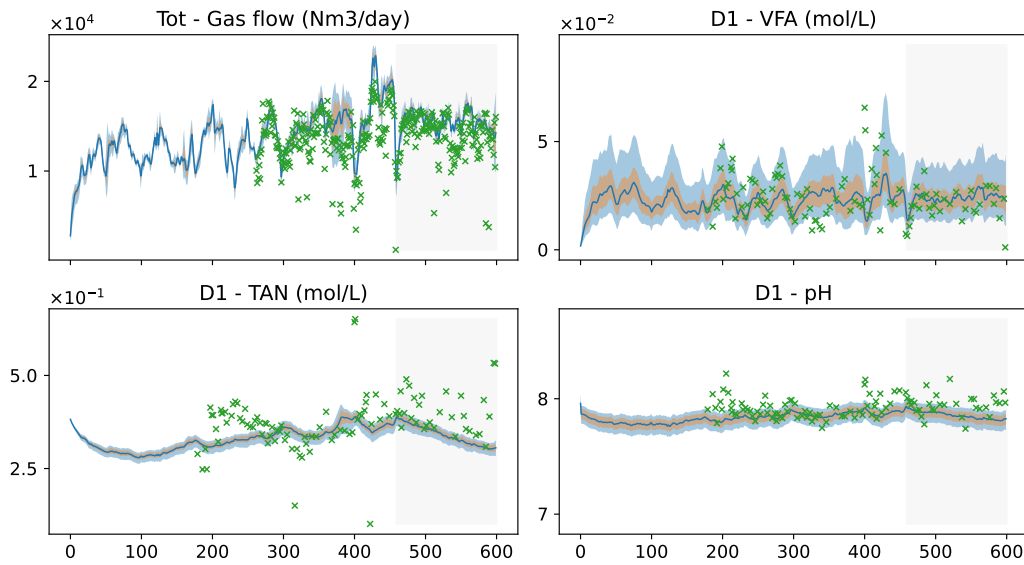 Tot - Gas flow (Nm3/day)
×10⁴
2
1
D1 - VFA (mol/L)
×10⁻²
5
0
D1 - TAN (mol/L)
×10⁻¹
5.0
2.5
0 100 200 300 400 500 600
D1 - pH
8
7
0 100 200 300 400 500 600